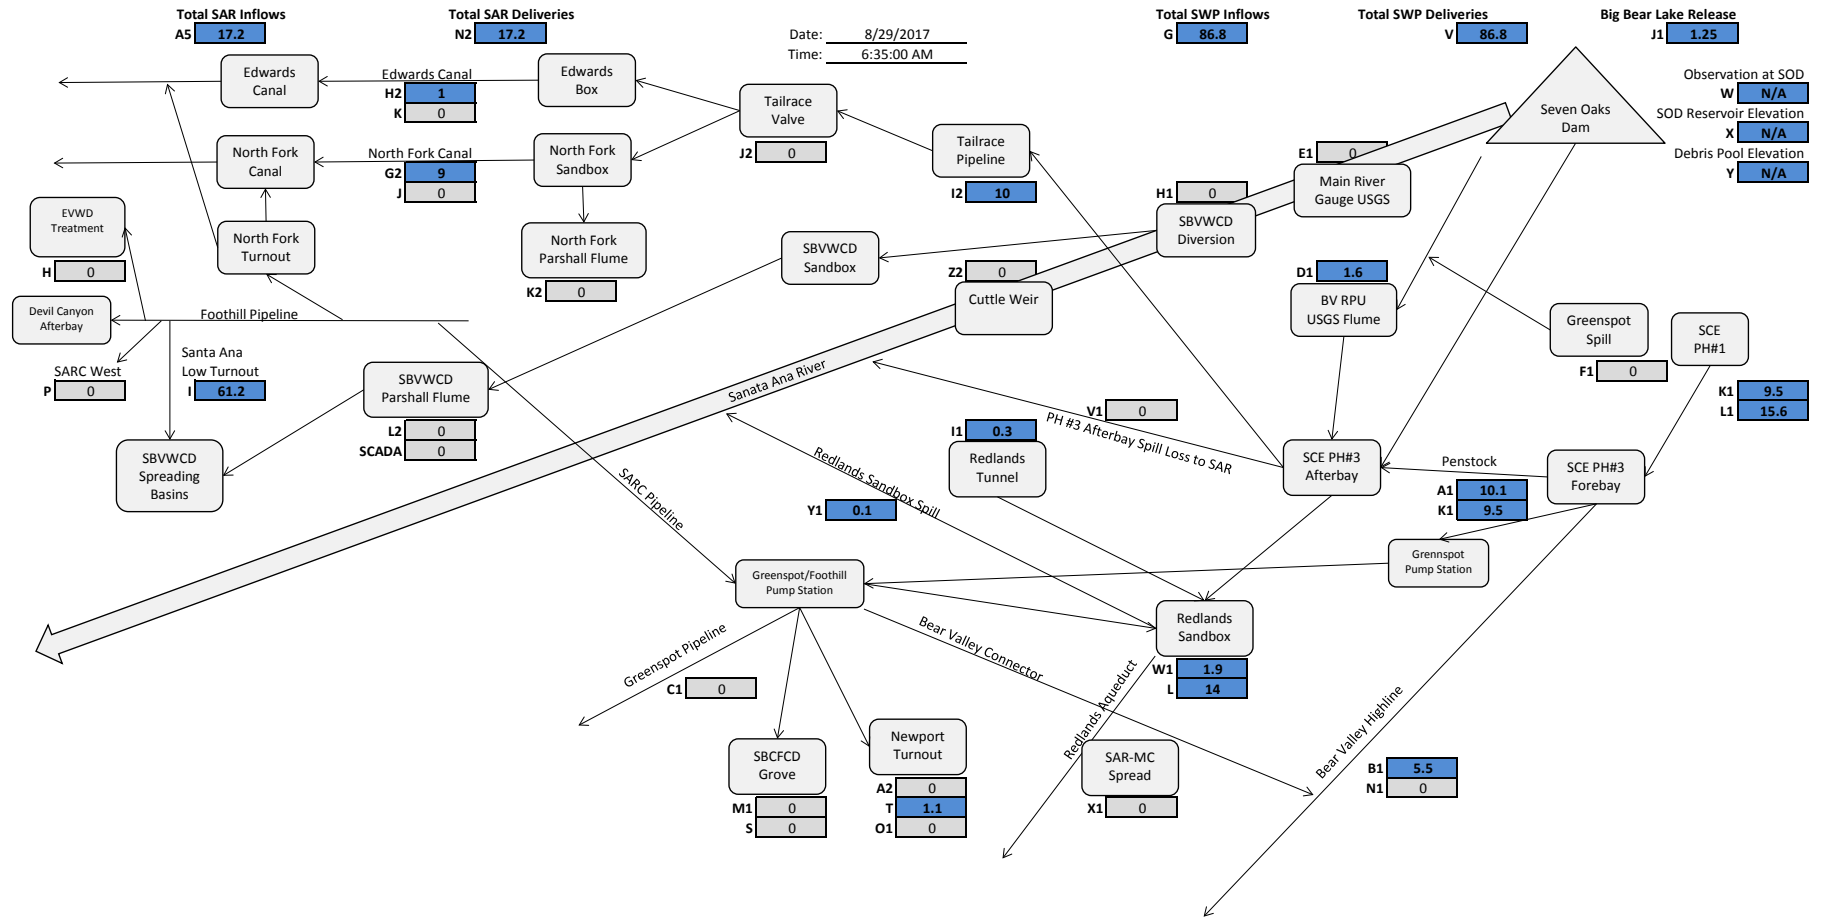 Total SAR Inflows
A5 17.2
Total SAR Deliveries
N2 17.2
Date: 8/29/2017
Time: 6:35:00 AM
Total SWP Inflows
G 86.8
Total SWP Deliveries
V 86.8
Big Bear Lake Release
J1 1.25
Edwards
Canal
Edwards Canal
H2 1
K 0
Edwards
Box
Tailrace
Valve
J2 0
Tailrace
Pipeline
I2 10
Seven Oaks
Dam
Observation at SOD
W N/A
SOD Reservoir Elevation
X N/A
Debris Pool Elevation
Y N/A
North Fork
Canal
North Fork Canal
G2 9
J 0
North Fork
Sandbox
E1 0
Main River
Gauge USGS
H1 0
SBVWCD
Diversion
EVWD
Treatment
H 0
North Fork
Turnout
North Fork
Parshall Flume
K2 0
SBVWCD
Sandbox
Z2 0
Cuttle Weir
D1 1.6
BV RPU
USGS Flume
Greenspot
Spill
F1 0
SCE
PH#1
K1 9.5
L1 15.6
Devil Canyon
Afterbay
Foothill Pipeline
SARC West
P 0
Santa Ana
Low Turnout
I 61.2
SBVWCD
Parshall Flume
L2 0
SCADA 0
SBVWCD
Spreading
Basins
Sanata Ana River
V1 0
PH #3 Afterbay Spill Loss to SAR
I1 0.3
Redlands
Tunnel
SCE PH#3
Afterbay
Penstock
A1 10.1
K1 9.5
SCE PH#3
Forebay
SARC Pipeline
Redlands Sandbox Spill
Y1 0.1
Grennspot
Pump Station
Greenspot/Foothill
Pump Station
Redlands
Sandbox
W1 1.9
L 14
Greenspot Pipeline
C1 0
Bear Valley Connector
Redlands Aqueduct
Bear Valley Highline
SBCFCD
Grove
M1 0
S 0
Newport
Turnout
A2 0
T 1.1
O1 0
SAR-MC
Spread
X1 0
B1 5.5
N1 0